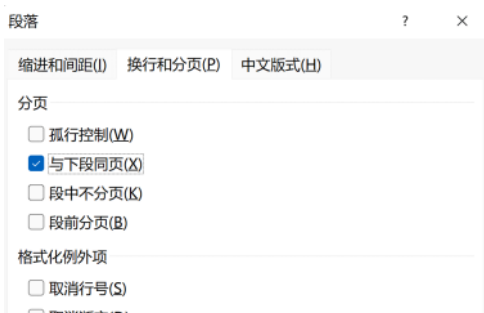 段落 ?
缩进和间距(I) 换行和分页(P) 中文版式(H)
分页
孤行控制(W)
与下段同页(X)
段中不分页(K)
段前分页(B)
格式化例外项
取消行号(S)